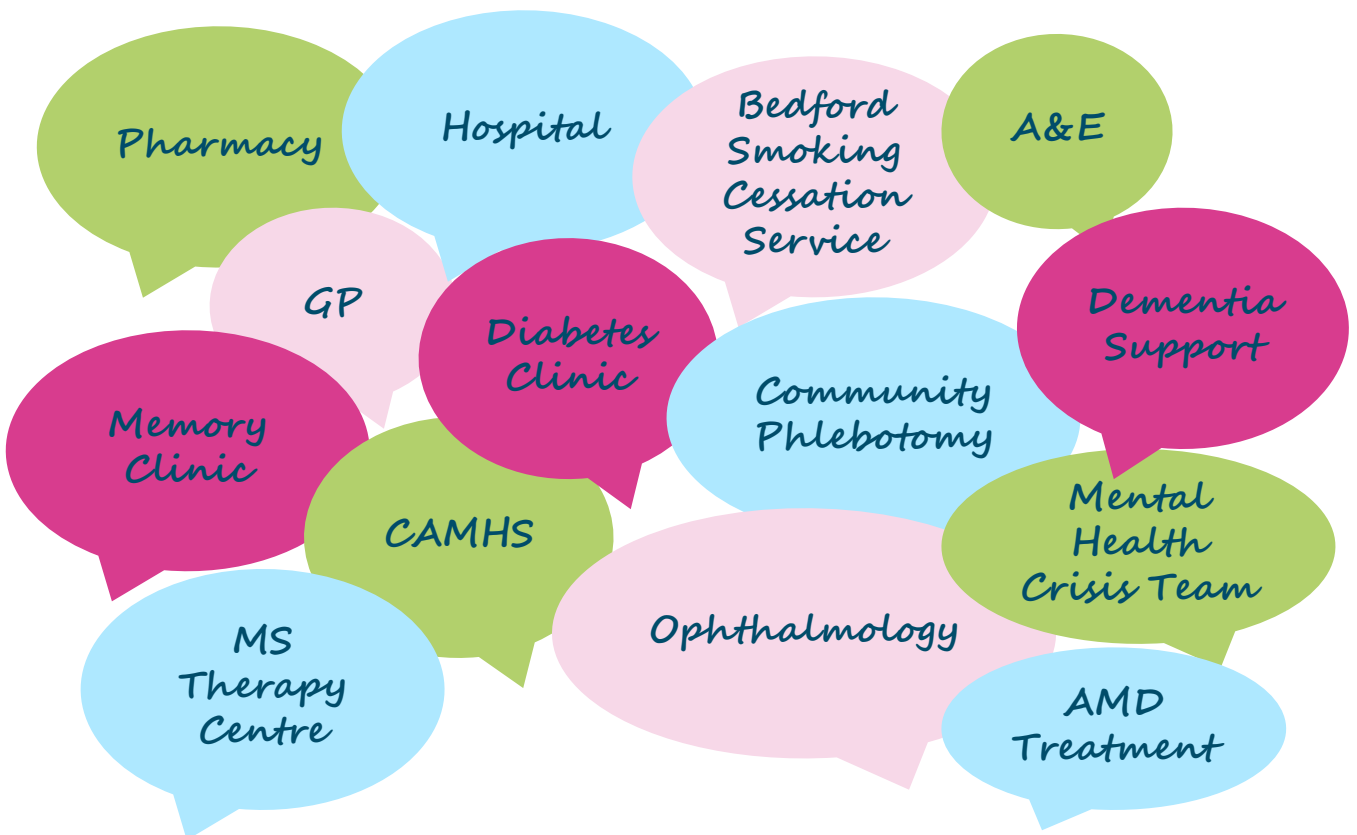 Pharmacy
Hospital
Bedford
Smoking
Cessation
Service
A&E
GP
Diabetes
Clinic
Dementia
Support
Memory
Clinic
Community
Phlebotomy
CAMHS
Mental
Health
Crisis Team
MS
Therapy
Centre
Ophthalmology
AMD
Treatment